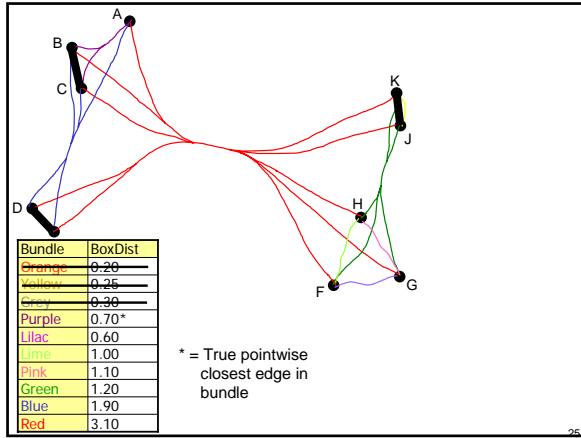 A
B
C
K
J
D
H
F
G
Bundle BoxDist
Orange 0.20
Yellow 0.25
Grey 0.30
Purple 0.70*
Lilac 0.60
Lime 1.00
Pink 1.10
Green 1.20
Blue 1.90
Red 3.10
* = True pointwise
closest edge in
bundle
25